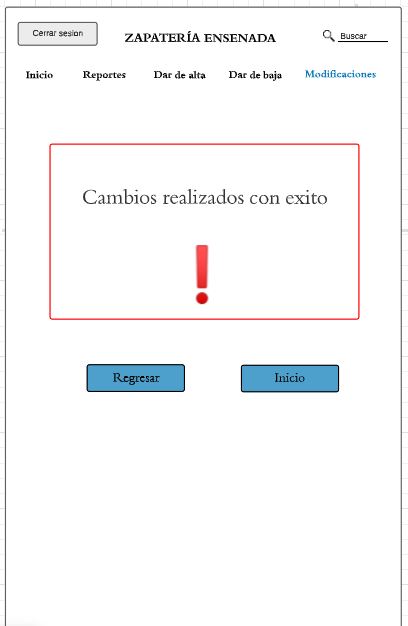 Cerrar sesion
ZAPATERÍA ENSENADA
Buscar
Inicio Reportes Dar de alta Dar de baja Modificaciones
Cambios realizados con exito
Regresar Inicio